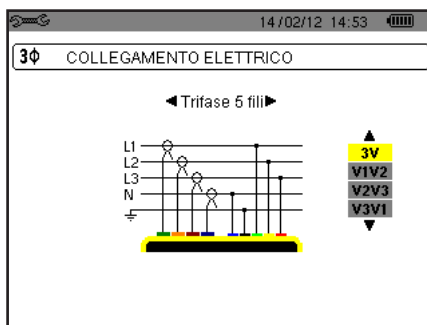 14/02/12 14:53
3Φ COLLEGAMENTO ELETTRICO
◄Trifase 5 fili►
L1
L2
L3
N
3V
V1V2
V2V3
V3V1